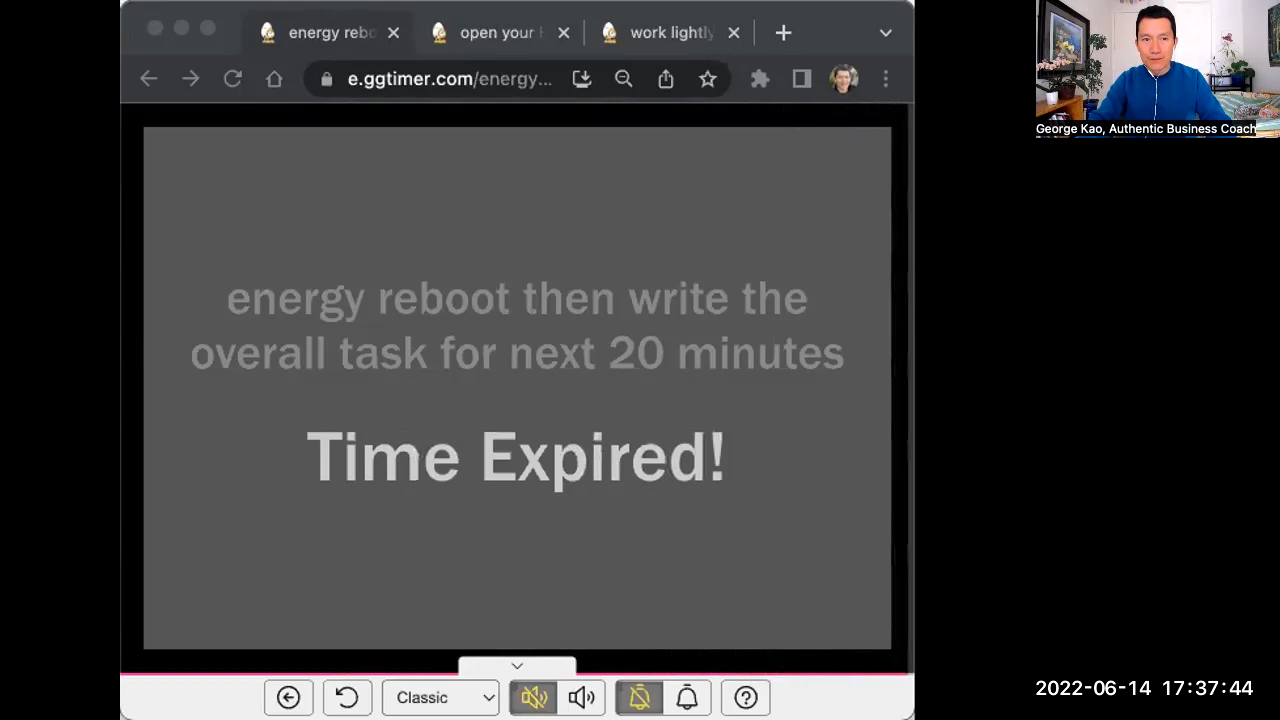 energy rebo
open your
work lightly
e.ggtimer.com/energy...
George Kao, Authentic Business Coach
energy reboot then write the
overall task for next 20 minutes
Time Expired!
Classic
2022-06-14 17:37:44